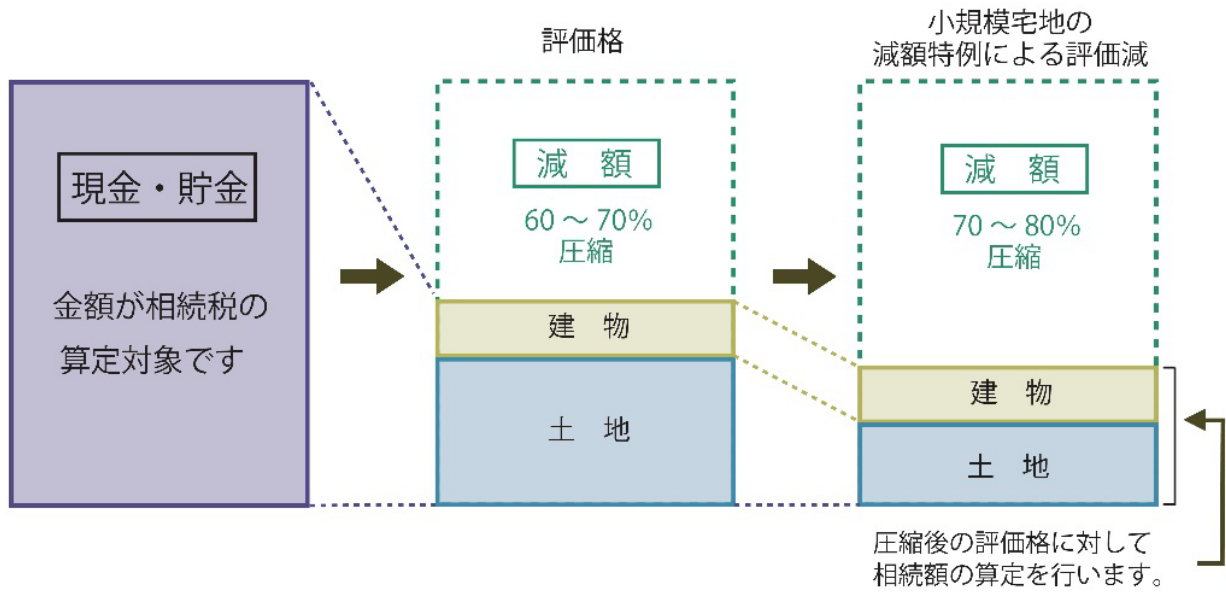 現金・貯金
金額が相続税の
算定対象です
評価格
減　額
60 ～ 70%
圧縮
建　物
土　地
小規模宅地の
減額特例による評価減
減　額
70 ～ 80%
圧縮
建　物
土　地
圧縮後の評価格に対して
相続額の算定を行います。